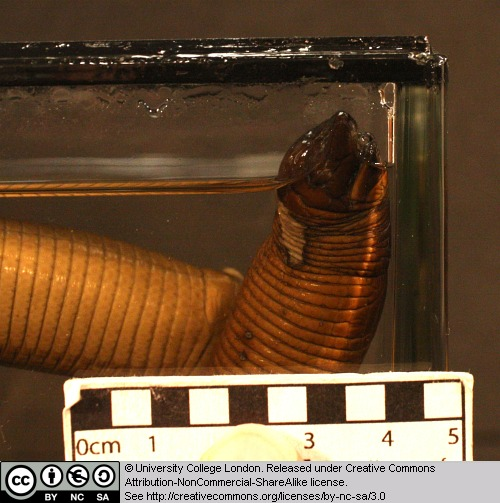 0cm 1 3 4 5
cc BY NC SA
© University College London. Released under Creative Commons
Attribution-NonCommercial-ShareAlike license.
See http://creativecommons.org/licenses/by-nc-sa/3.0